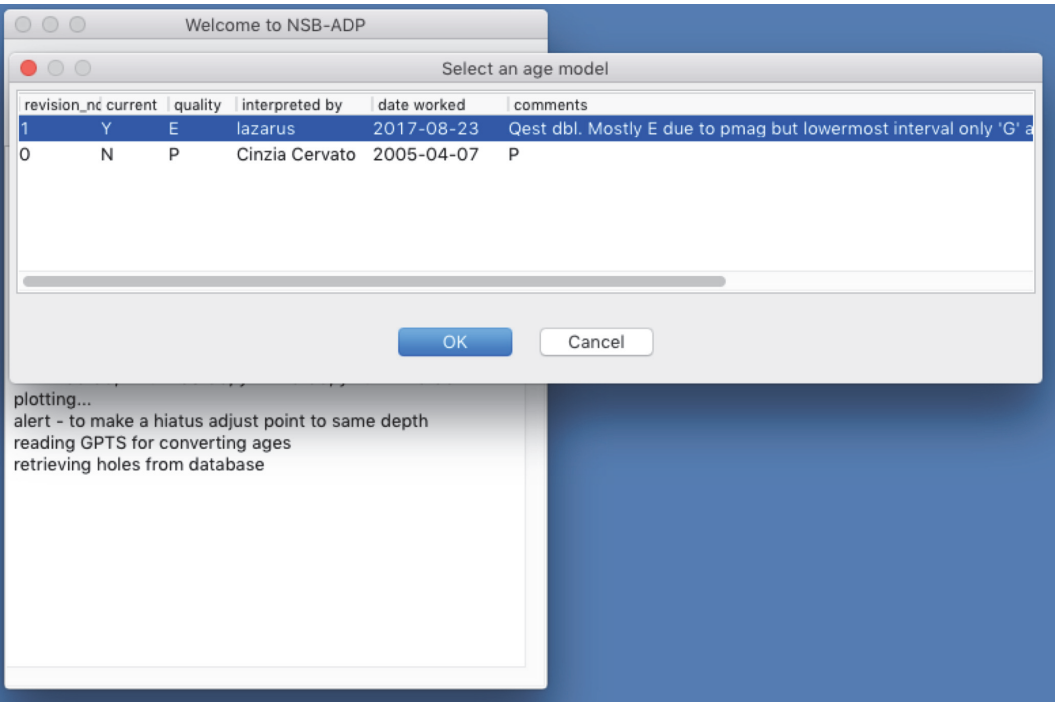 Welcome to NSB-ADP
Select an age model
revision_no current quality interpreted by date worked comments
1 Y E lazarus 2017-08-23 Qest dbl. Mostly E due to pmag but lowermost interval only 'G' a
0 N P Cinzia Cervato 2005-04-07 P
OK Cancel
plotting...
alert - to make a hiatus adjust point to same depth
reading GPTS for converting ages
retrieving holes from database